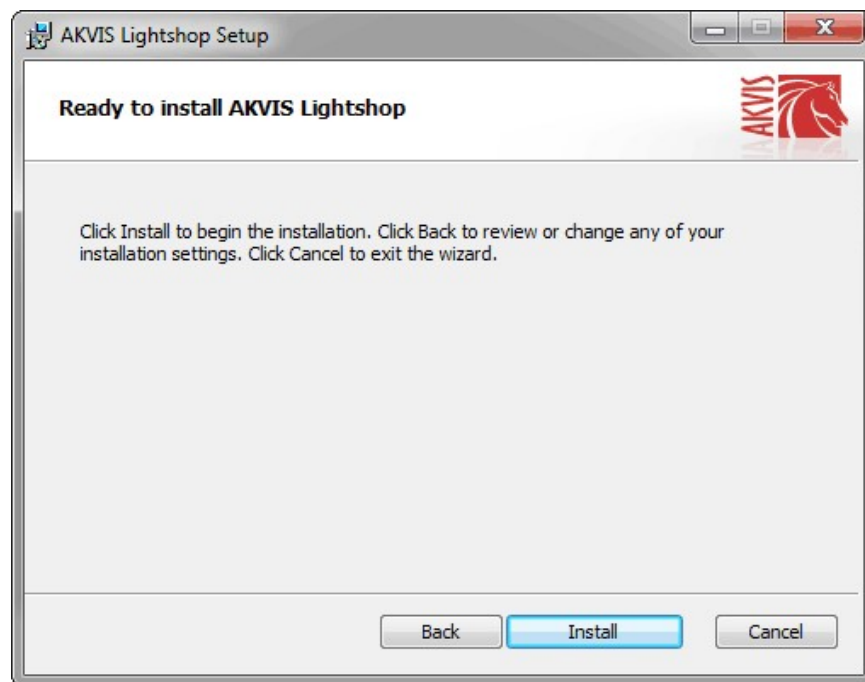 AKVIS Lightshop Setup
Ready to install AKVIS Lightshop
AKVIS
Click Install to begin the installation. Click Back to review or change any of your
installation settings. Click Cancel to exit the wizard.
Back
Install
Cancel